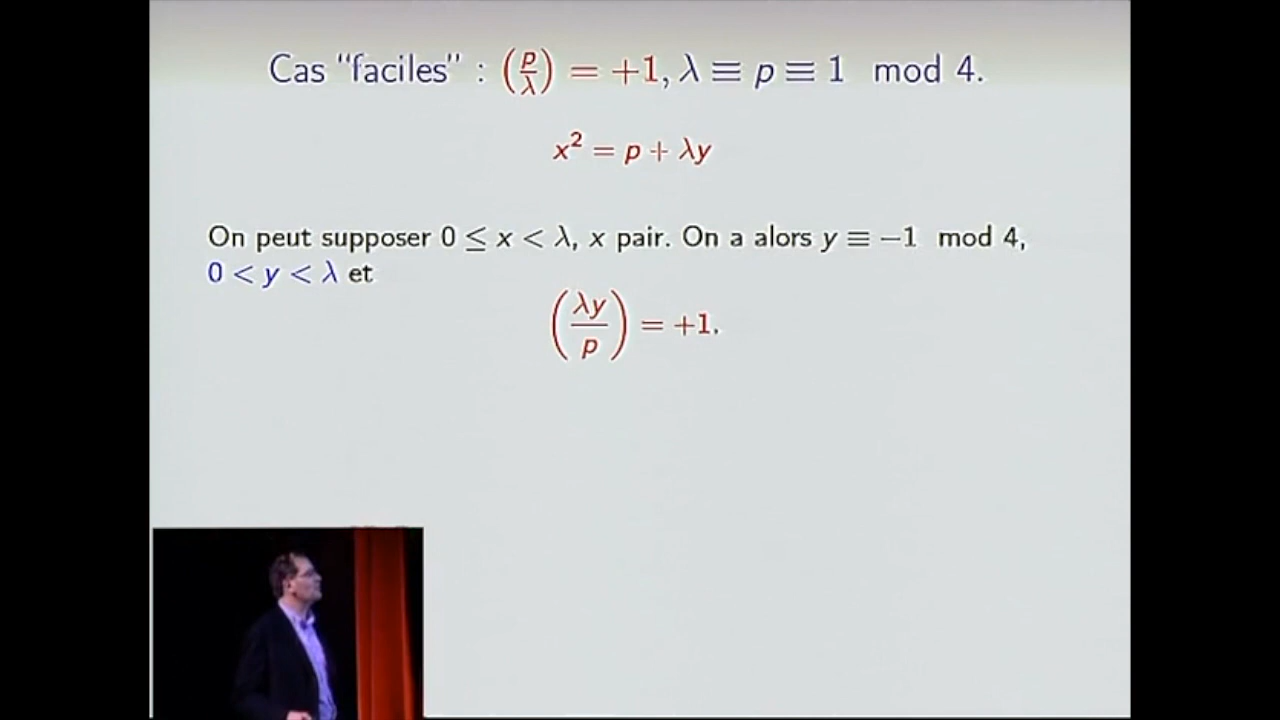 Cas “faciles” : (p/λ) = +1, λ ≡ p ≡ 1 mod 4.
x² = p + λy
On peut supposer 0 ≤ x < λ, x pair. On a alors y ≡ −1 mod 4,
0 < y < λ et
(λy/p) = +1.